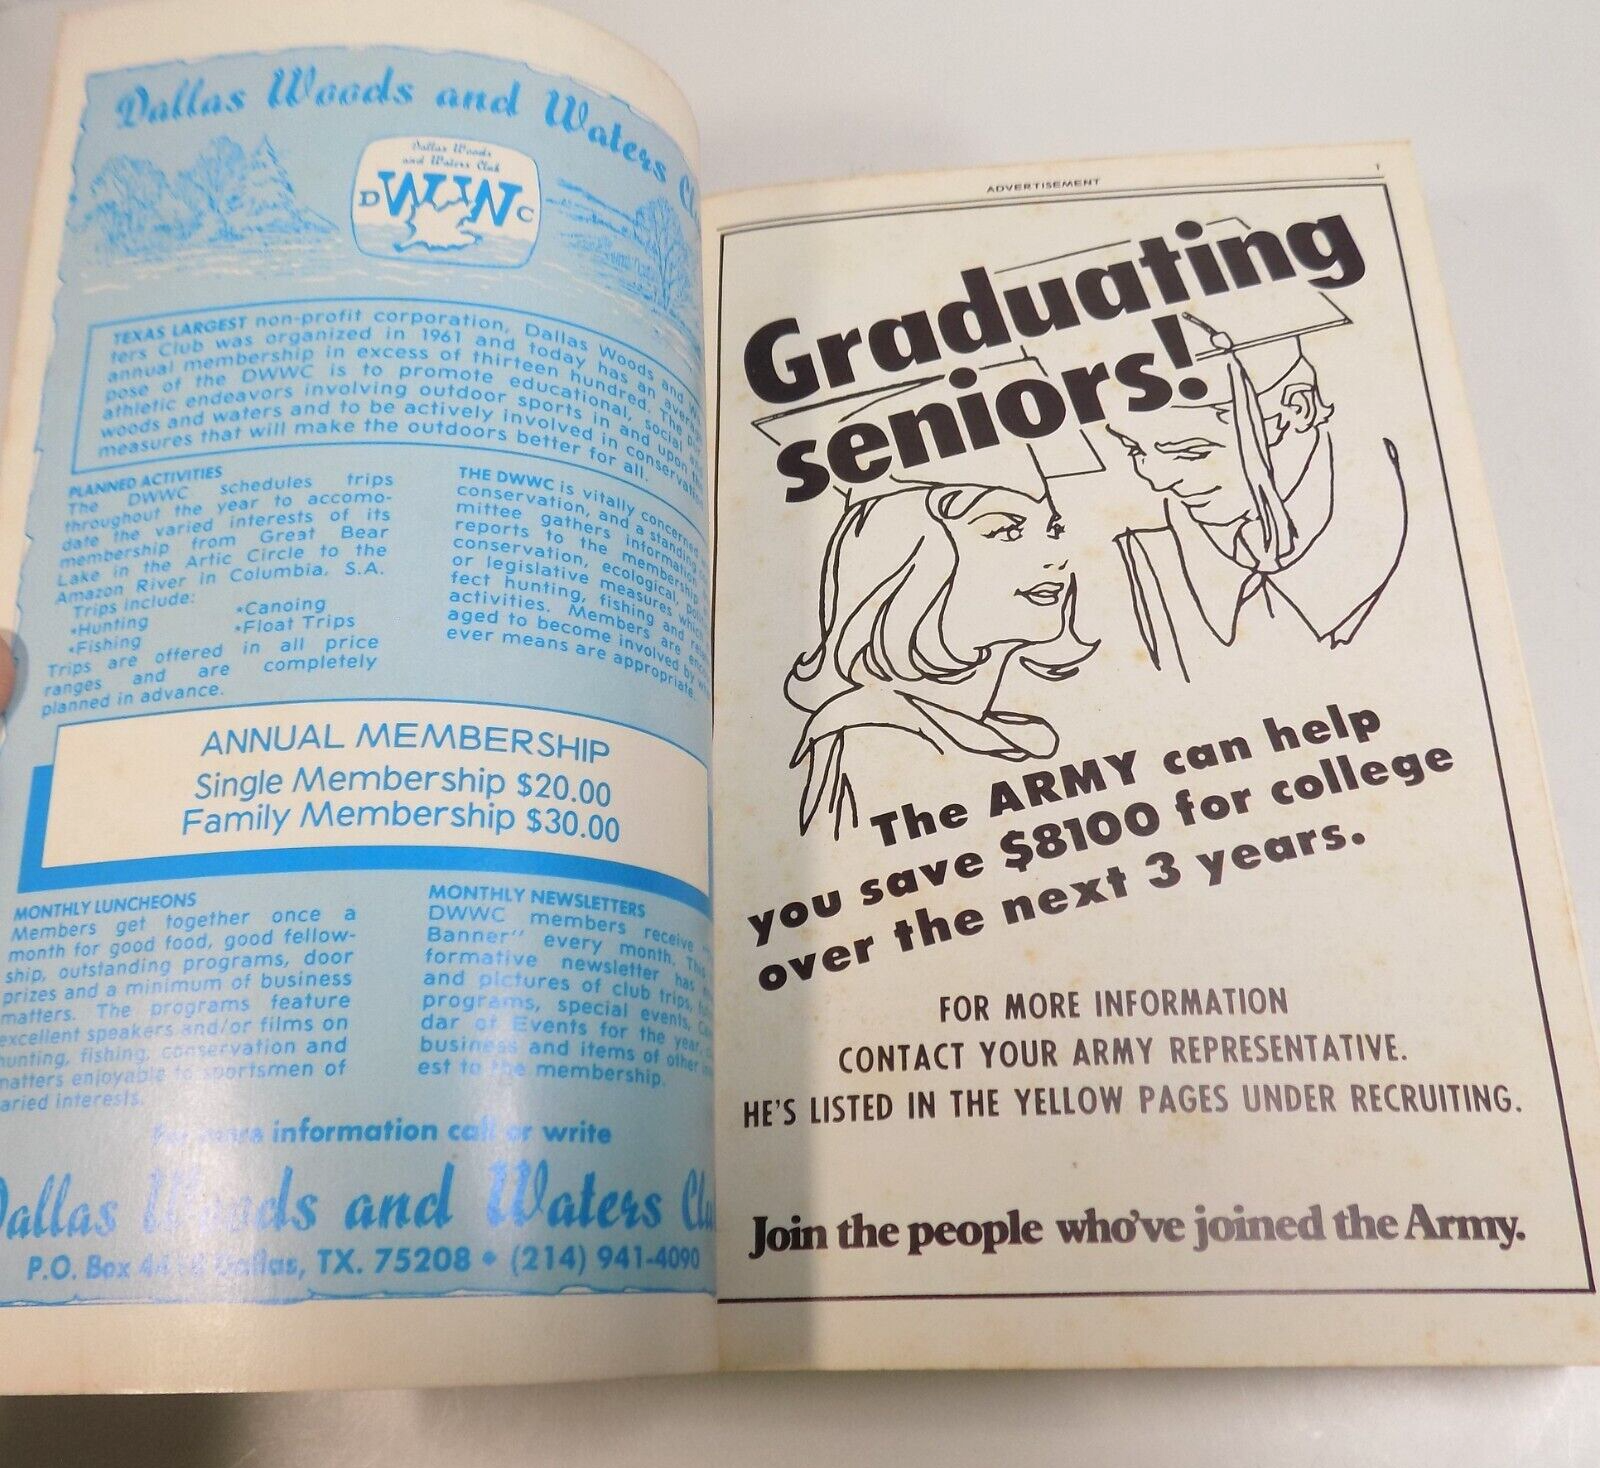 Dallas Woods and Waters
Dallas Woods
and Waters Club
D WW C
TEXAS LARGEST non-profit corporation, Dallas Woods and Wa-
ters Club was organized in 1961 and today has an average
annual membership in excess of thirteen hundred. The
pose of the DWWC is to promote educational, social
athletic endeavors involving outdoor sports in and upon the
woods and waters and to be actively involved in conservation
measures that will make the outdoors better for all.
PLANNED ACTIVITIES
The DWWC schedules trips
throughout the year to accomo-
date the varied interests of its
membership from Great Bear
Lake in the Artic Circle to the
Amazon River in Columbia, S.A.
Trips include:
*Hunting
*Fishing
*Canoing
*Float Trips
Trips are offered in all price
ranges and are completely
planned in advance.
THE DWWC is vitally concerned
conservation, and a standing
mittee gathers information
reports to the membership
conservation, ecological,
or legislative measures which
fect hunting, fishing and
activities. Members are
aged to become involved by
ever means are appropriate.
ANNUAL MEMBERSHIP
Single Membership $20.00
Family Membership $30.00
MONTHLY LUNCHEONS
Members get together once a
month for good food, good fellow-
ship, outstanding programs, door
prizes and a minimum of business
matters. The programs feature
excellent speakers and/or films on
hunting, fishing, conservation and
matters enjoyable to sportsmen of
varied interests.
MONTHLY NEWSLETTERS
DWWC members receive
Banner" every month. This
formative newsletter has
and pictures of club trips,
programs, special events,
dar of Events for the year,
business and items of other
est to the membership.
For more information call or write
Dallas Woods and Waters Club
P.O. Box Dallas, TX. 75208 • (214) 941-4090
ADVERTISEMENT 1
Graduating
seniors!
The ARMY can help
you save $8100 for college
over the next 3 years.
FOR MORE INFORMATION
CONTACT YOUR ARMY REPRESENTATIVE.
HE'S LISTED IN THE YELLOW PAGES UNDER RECRUITING.
Join the people who've joined the Army.